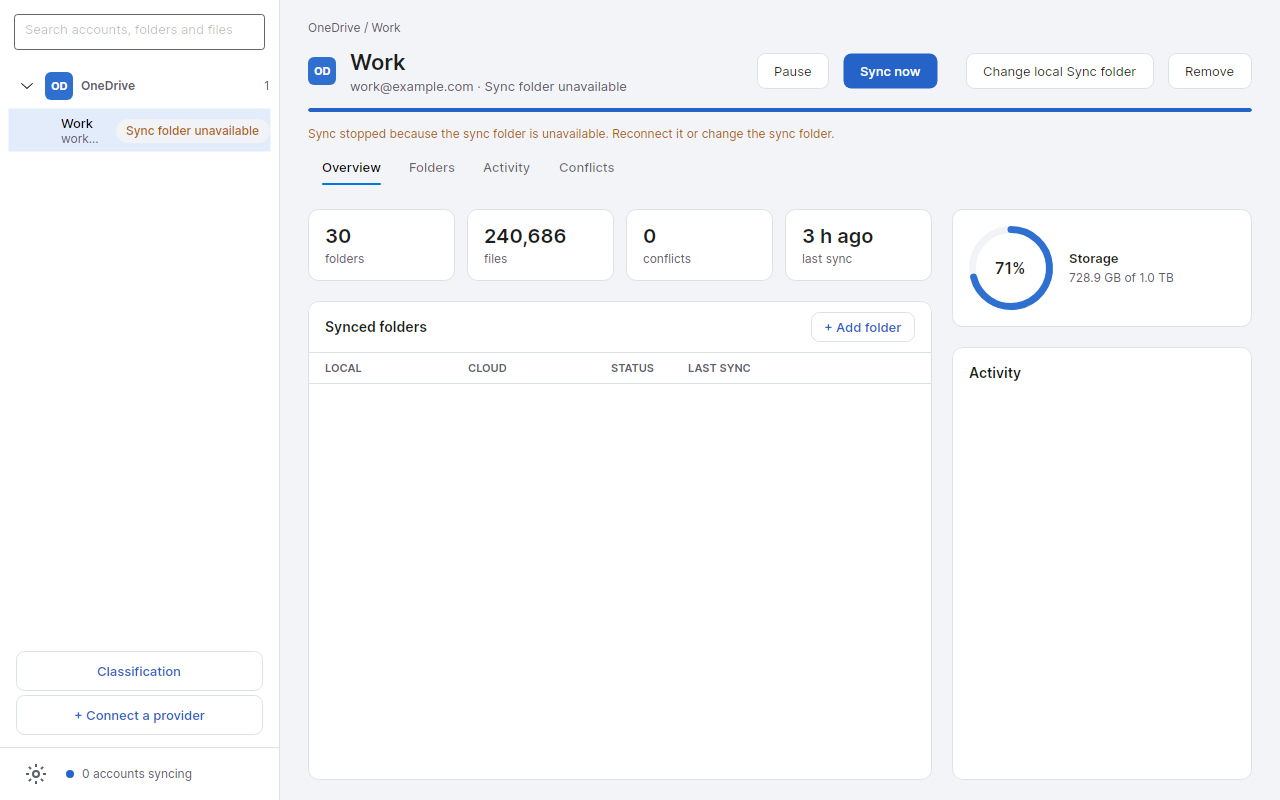 Search accounts, folders and files
OD OneDrive 1
Work
work... Sync folder unavailable
Classification
+ Connect a provider
0 accounts syncing
OneDrive / Work
OD Work
work@example.com · Sync folder unavailable
Pause
Sync now
Change local Sync folder
Remove
Sync stopped because the sync folder is unavailable. Reconnect it or change the sync folder.
Overview Folders Activity Conflicts
30
folders
240,686
files
0
conflicts
3 h ago
last sync
71%
Storage
728.9 GB of 1.0 TB
Synced folders
+ Add folder
LOCAL CLOUD STATUS LAST SYNC
Activity